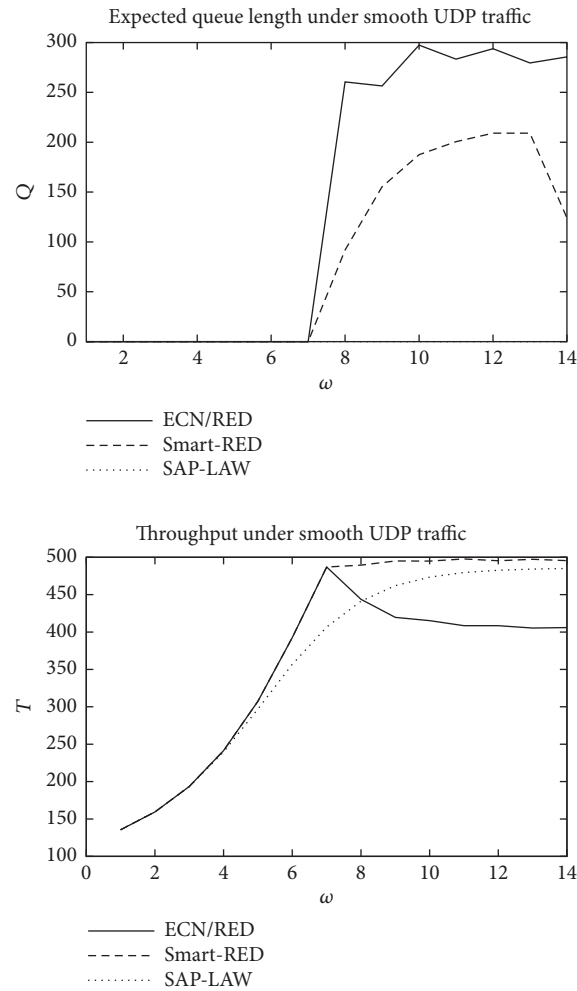 Expected queue length under smooth UDP traffic
300
250
200
150
100
50
0
Q
2 4 6 8 10 12 14
ω
ECN/RED
Smart-RED
SAP-LAW
Throughput under smooth UDP traffic
500
450
400
350
300
250
200
150
100
T
0 2 4 6 8 10 12 14
ω
ECN/RED
Smart-RED
SAP-LAW